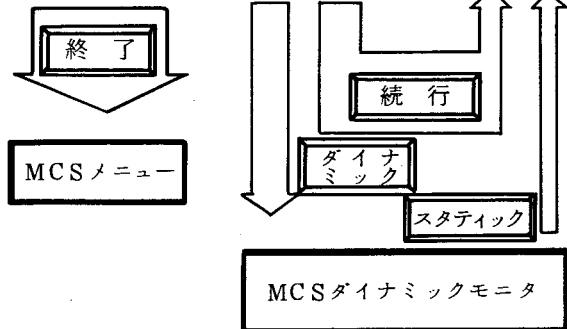 終 了
続 行
MCSメニュー
ダイナ
ミック
スタティック
MCSダイナミックモニタ